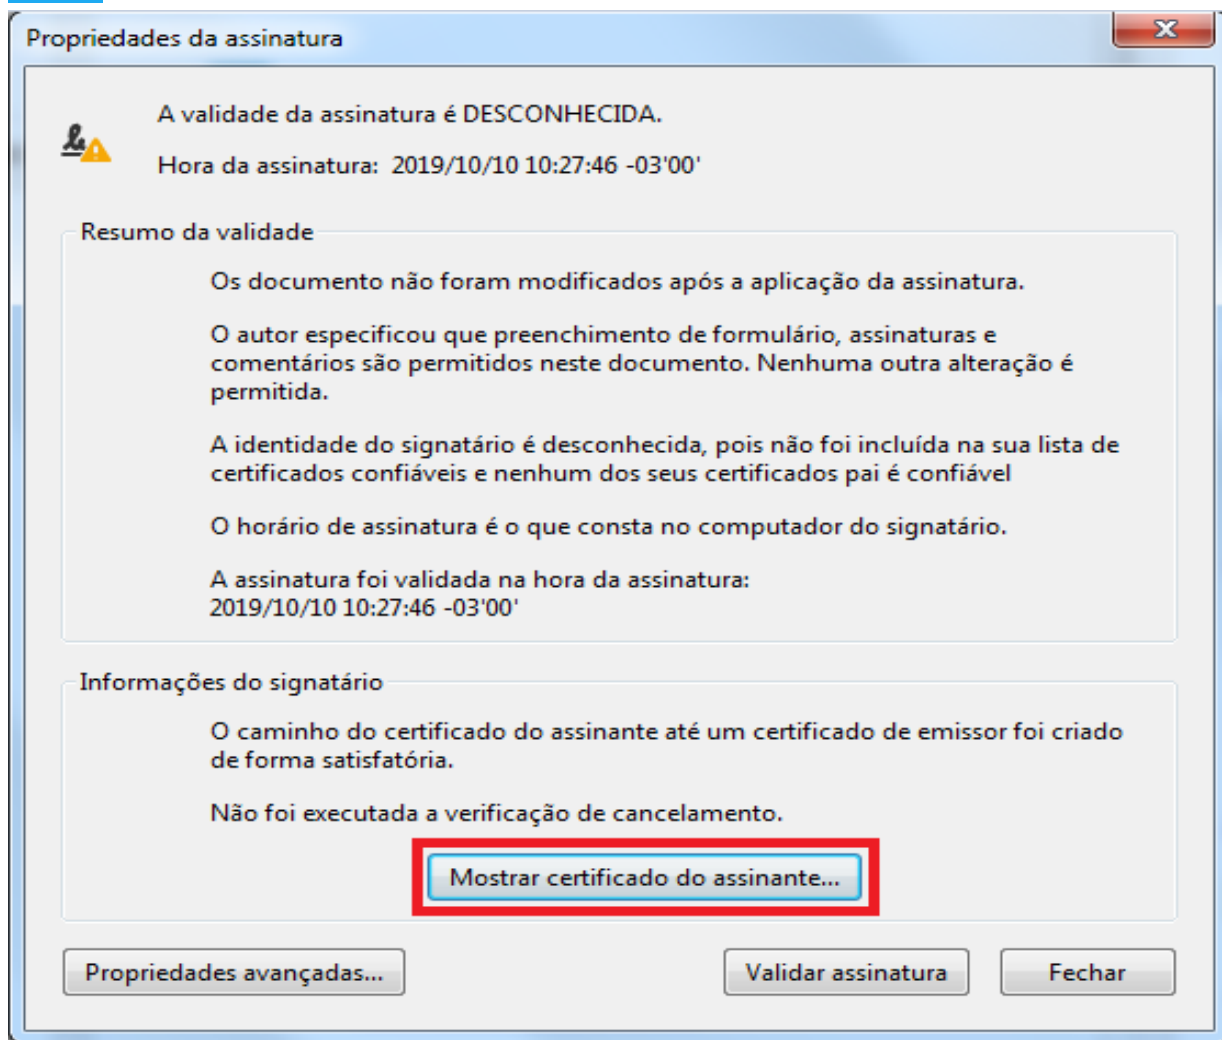 Propriedades da assinatura
A validade da assinatura é DESCONHECIDA.
Hora da assinatura: 2019/10/10 10:27:46 -03'00'
Resumo da validade
Os documento não foram modificados após a aplicação da assinatura.
O autor especificou que preenchimento de formulário, assinaturas e
comentários são permitidos neste documento. Nenhuma outra alteração é
permitida.
A identidade do signatário é desconhecida, pois não foi incluída na sua lista de
certificados confiáveis e nenhum dos seus certificados pai é confiável
O horário de assinatura é o que consta no computador do signatário.
A assinatura foi validada na hora da assinatura:
2019/10/10 10:27:46 -03'00'
Informações do signatário
O caminho do certificado do assinante até um certificado de emissor foi criado
de forma satisfatória.
Não foi executada a verificação de cancelamento.
Mostrar certificado do assinante...
Propriedades avançadas...
Validar assinatura
Fechar